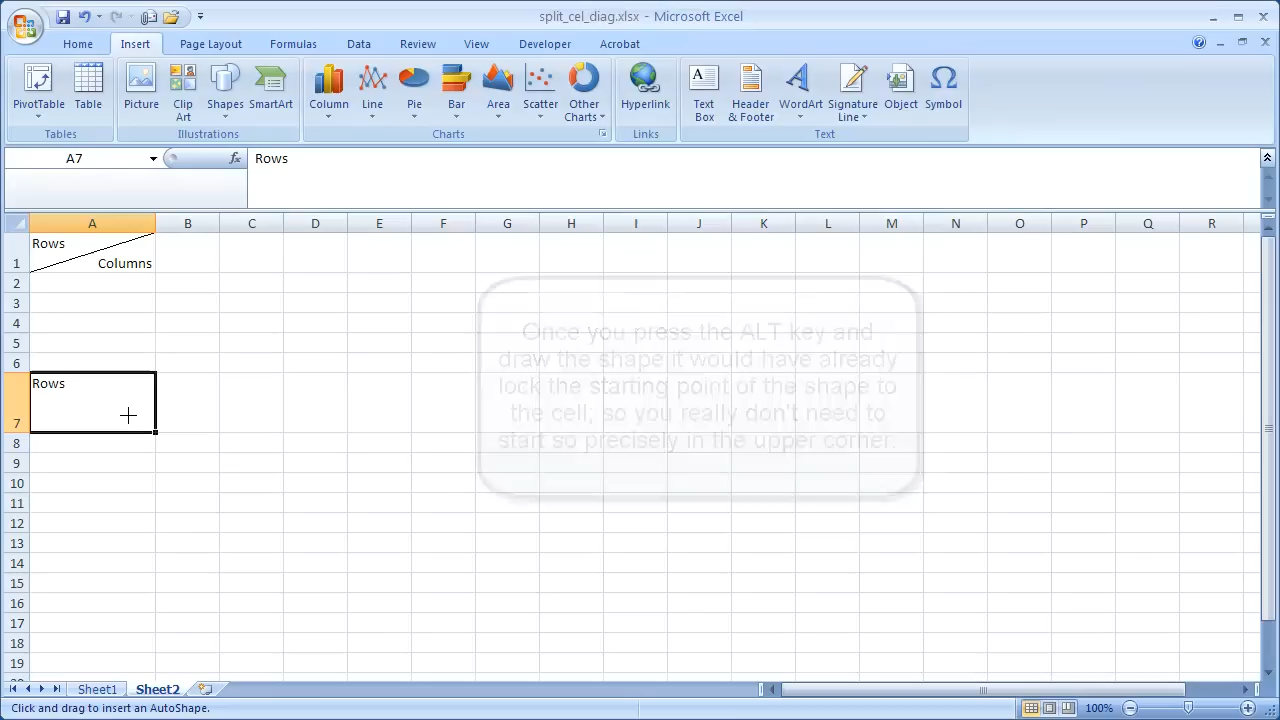 split_cel_diag.xlsx - Microsoft Excel
Home Insert Page Layout Formulas Data Review View Developer Acrobat
PivotTable Table Picture Clip Art Shapes SmartArt Column Line Pie Bar Area Scatter Other Charts Hyperlink Text Box Header & Footer WordArt Signature Line Object Symbol
Tables Illustrations Charts Links Text
A7 fx Rows
A B C D E F G H I J K L M N O P Q R
Rows
1 Columns
2
3
4
5
6
Rows
7
8
9
10
11
12
13
14
15
16
17
18
19
Once you press the ALT key and
draw the shape it would have already
lock the starting point of the shape to
the cell; so you really don't need to
start so precisely in the upper corner.
Sheet1 Sheet2
Click and drag to insert an AutoShape. 100%